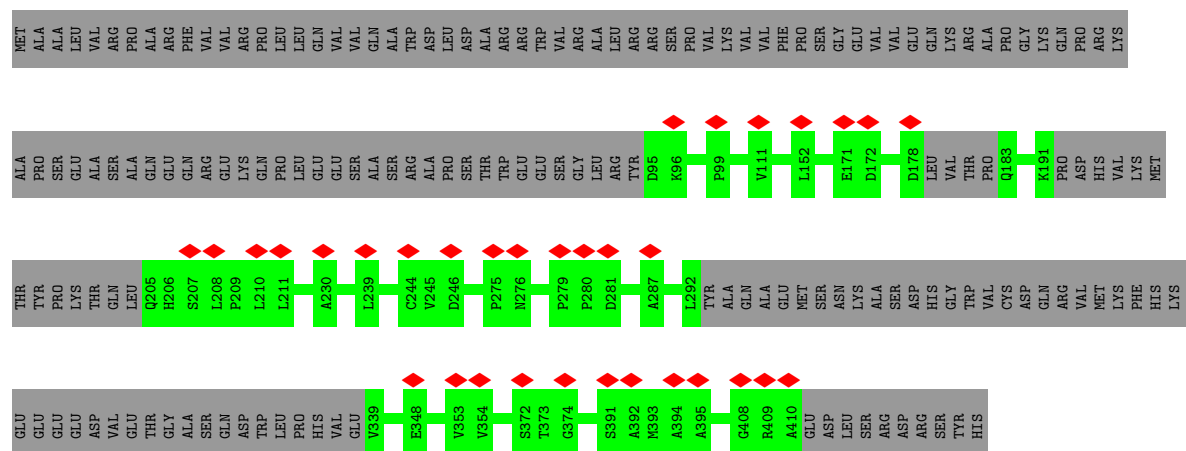 MET ALA ALA LEU VAL ARG PRO ALA ARG PHE VAL VAL ARG PRO LEU LEU GLN VAL VAL GLN ALA TRP ASP LEU ASP ALA ARG ARG TRP VAL ARG ALA LEU ARG ARG SER PRO VAL LYS VAL VAL PHE PRO SER GLY GLU VAL VAL GLU GLN LYS ARG ALA PRO GLY LYS GLN PRO ARG LYS
ALA PRO SER GLU ALA SER ALA GLN GLU GLN ARG GLU LYS GLN PRO LEU GLU GLU SER ALA SER ARG ALA PRO SER THR TRP GLU GLU SER GLY LEU ARG TYR D95 K96 P99 V111 L152 E171 D172 D178 LEU VAL THR PRO Q183 K191 PRO ASP HIS VAL LYS MET
THR TYR PRO LYS THR GLN LEU Q205 H206 S207 L208 P209 L210 L211 A230 L239 C244 V245 D246 P275 N276 P279 P280 D281 A287 L292 TYR ALA GLN ALA GLU MET SER ASN LYS ALA SER ASP HIS GLY TRP VAL CYS ASP GLN ARG VAL MET LYS PHE HIS LYS
GLU GLU GLU GLU ASP VAL GLU THR GLY ALA SER GLN ASP TRP LEU PRO HIS VAL GLU V339 E348 V353 V354 S372 T373 G374 S391 A392 M393 A394 A395 G408 R409 A410 GLU ASP LEU SER ARG ASP ARG SER TYR HIS